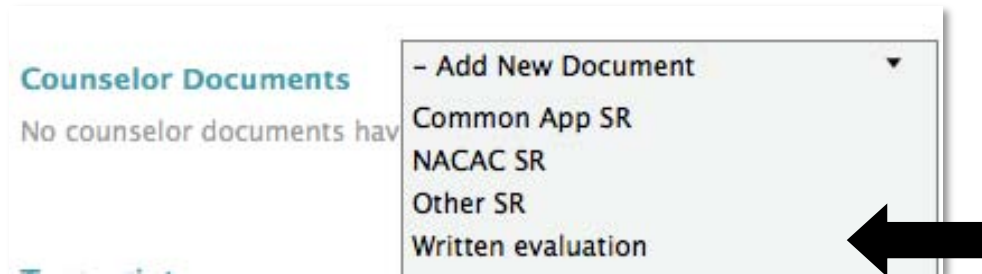 Counselor Documents
– Add New Document
No counselor documents hav
Common App SR
NACAC SR
Other SR
Written evaluation